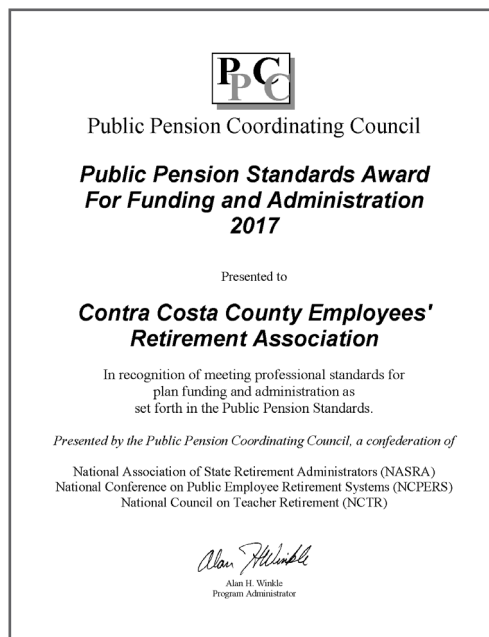 PPCC
Public Pension Coordinating Council
Public Pension Standards Award
For Funding and Administration
2017
Presented to
Contra Costa County Employees'
Retirement Association
In recognition of meeting professional standards for
plan funding and administration as
set forth in the Public Pension Standards.
Presented by the Public Pension Coordinating Council, a confederation of
National Association of State Retirement Administrators (NASRA)
National Conference on Public Employee Retirement Systems (NCPERS)
National Council on Teacher Retirement (NCTR)
Alan H Winkle
Alan H. Winkle
Program Administrator